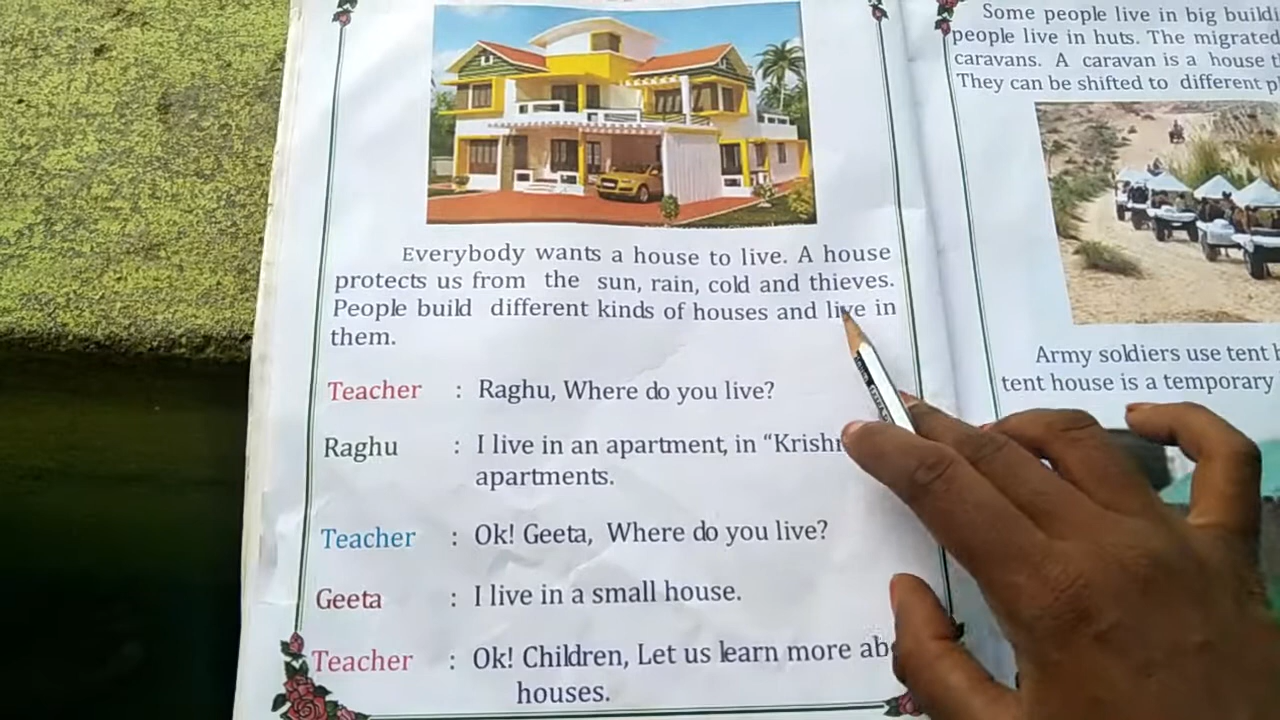 Everybody wants a house to live. A house
protects us from the sun, rain, cold and thieves.
People build different kinds of houses and live in
them.
Teacher : Raghu, Where do you live?
Raghu : I live in an apartment, in “
apartments.
Teacher : Ok! Geeta, Where do you live?
Geeta : I live in a small house.
Teacher : Ok! Children, Let us learn more
houses.
Some people live in big
people live in huts. The migrated
caravans. A caravan is a house
They can be shifted to different
Army soldiers use tent
tent house is a temporary